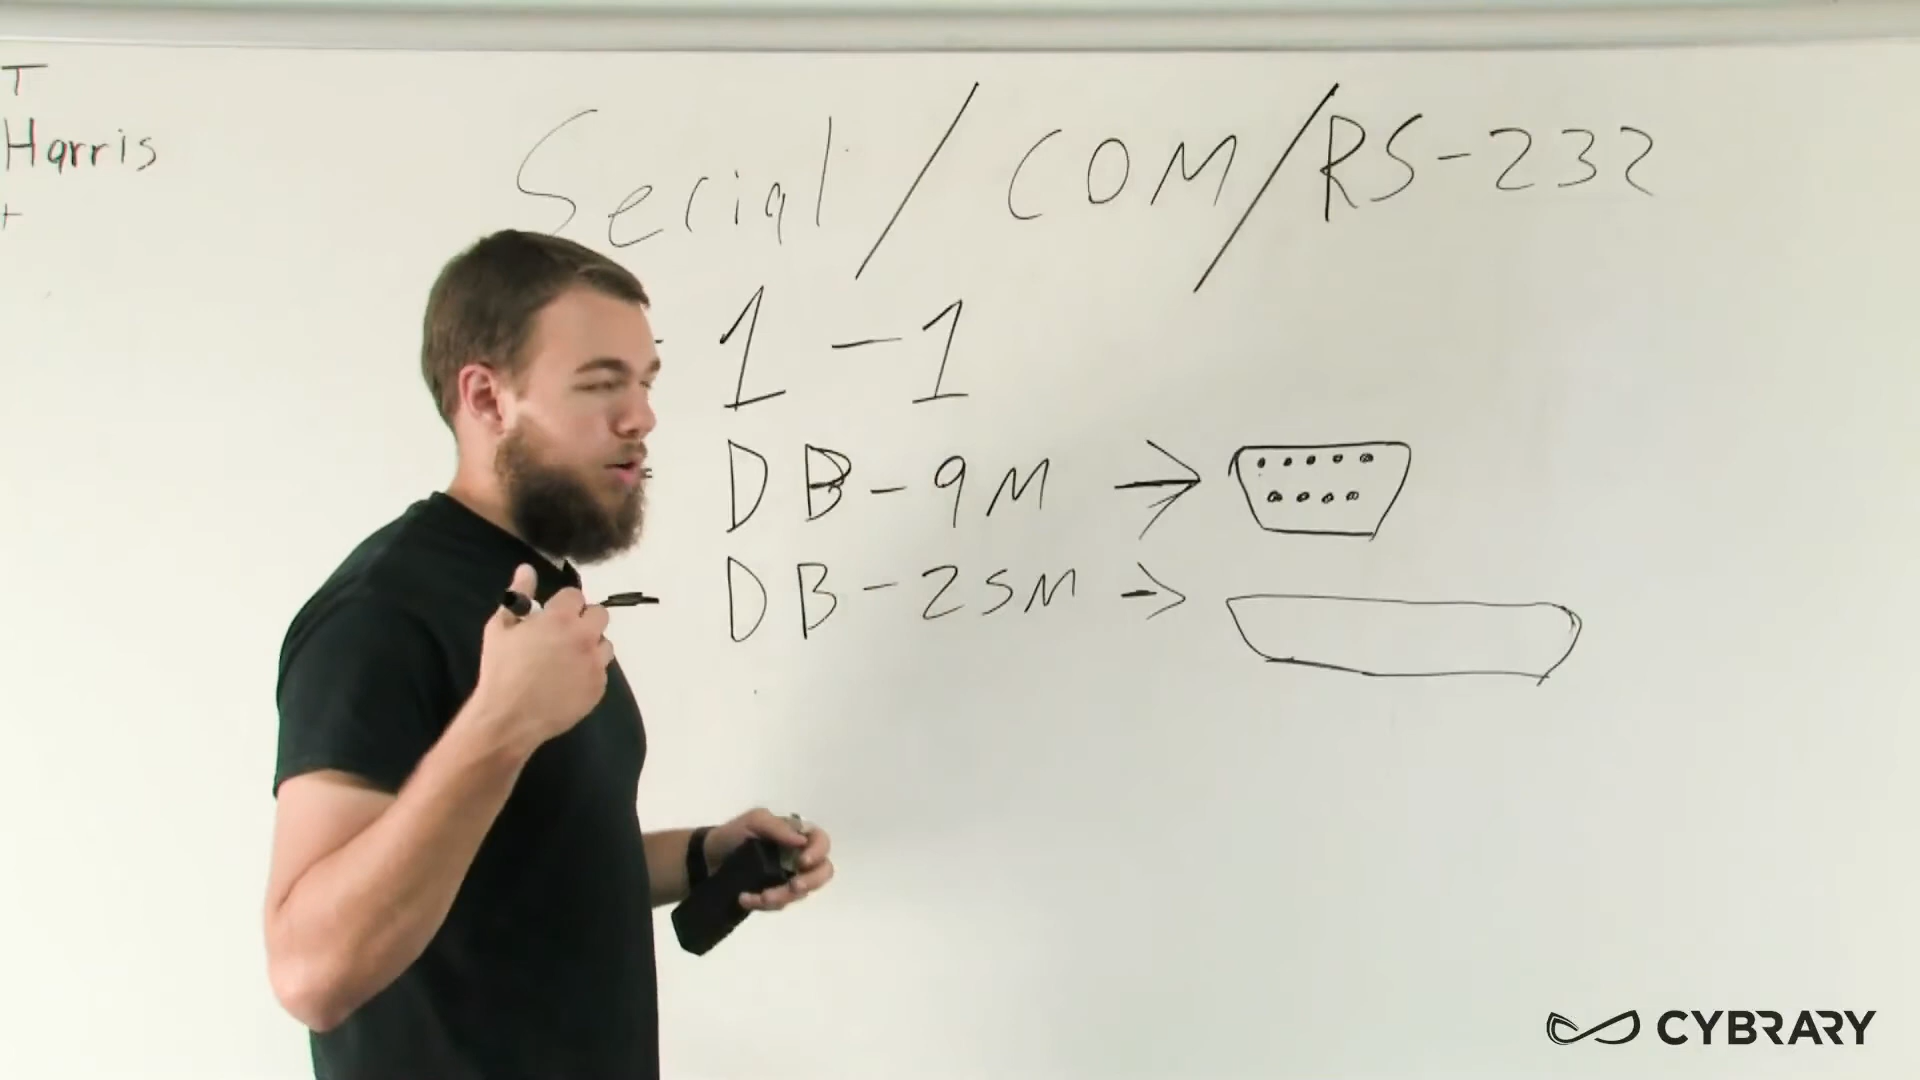 T
Harris
Serial / COM / RS-232
- 1 - 1
DB-9M →
- DB-25M →
CYBRARY